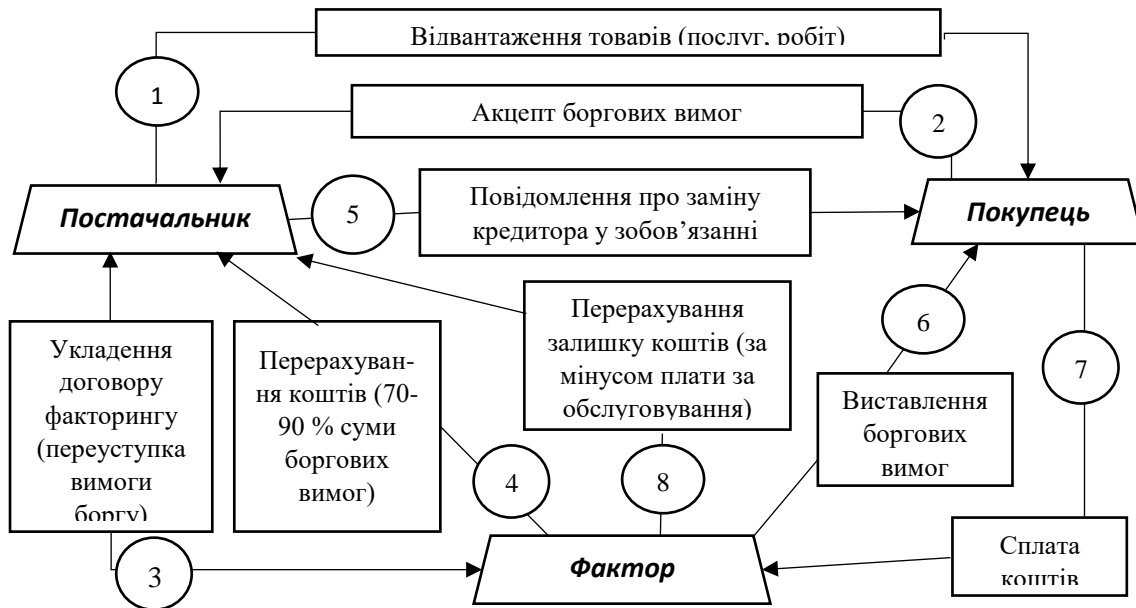 Відвантаження товарів (послуг, робіт)
1
Акцепт боргових вимог
2
Постачальник
5
Повідомлення про заміну
кредитора у зобов’язанні
Покупець
Укладення
договору
факторингу
(переуступка
вимоги
боргу)
Перерахуван-
ня коштів (70-
90 % суми
боргових
вимог)
Перерахування
залишку коштів (за
мінусом плати за
обслуговування)
6
7
Виставлення
боргових
вимог
4
8
3
Фактор
Сплата
коштів